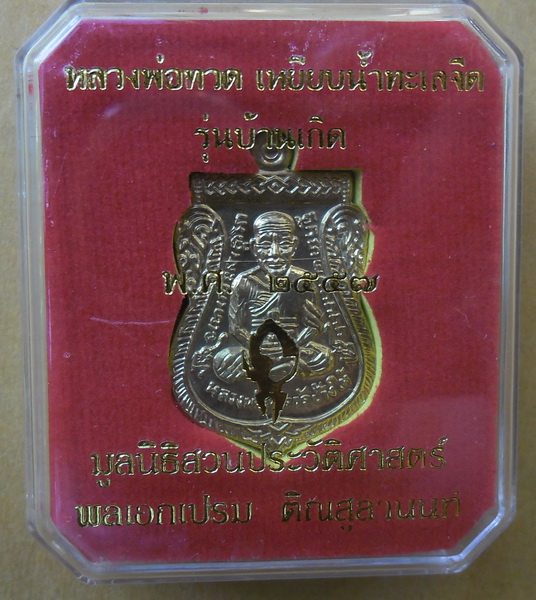 หลวงพ่อทวด เหยียบน้ำทะเลจืด
รุ่นบ้านเกิด
พ.ศ. ๒๕๕๗
มูลนิธิสวนประวัติศาสตร์
พลเอกเปรม ติณสูลานนท์